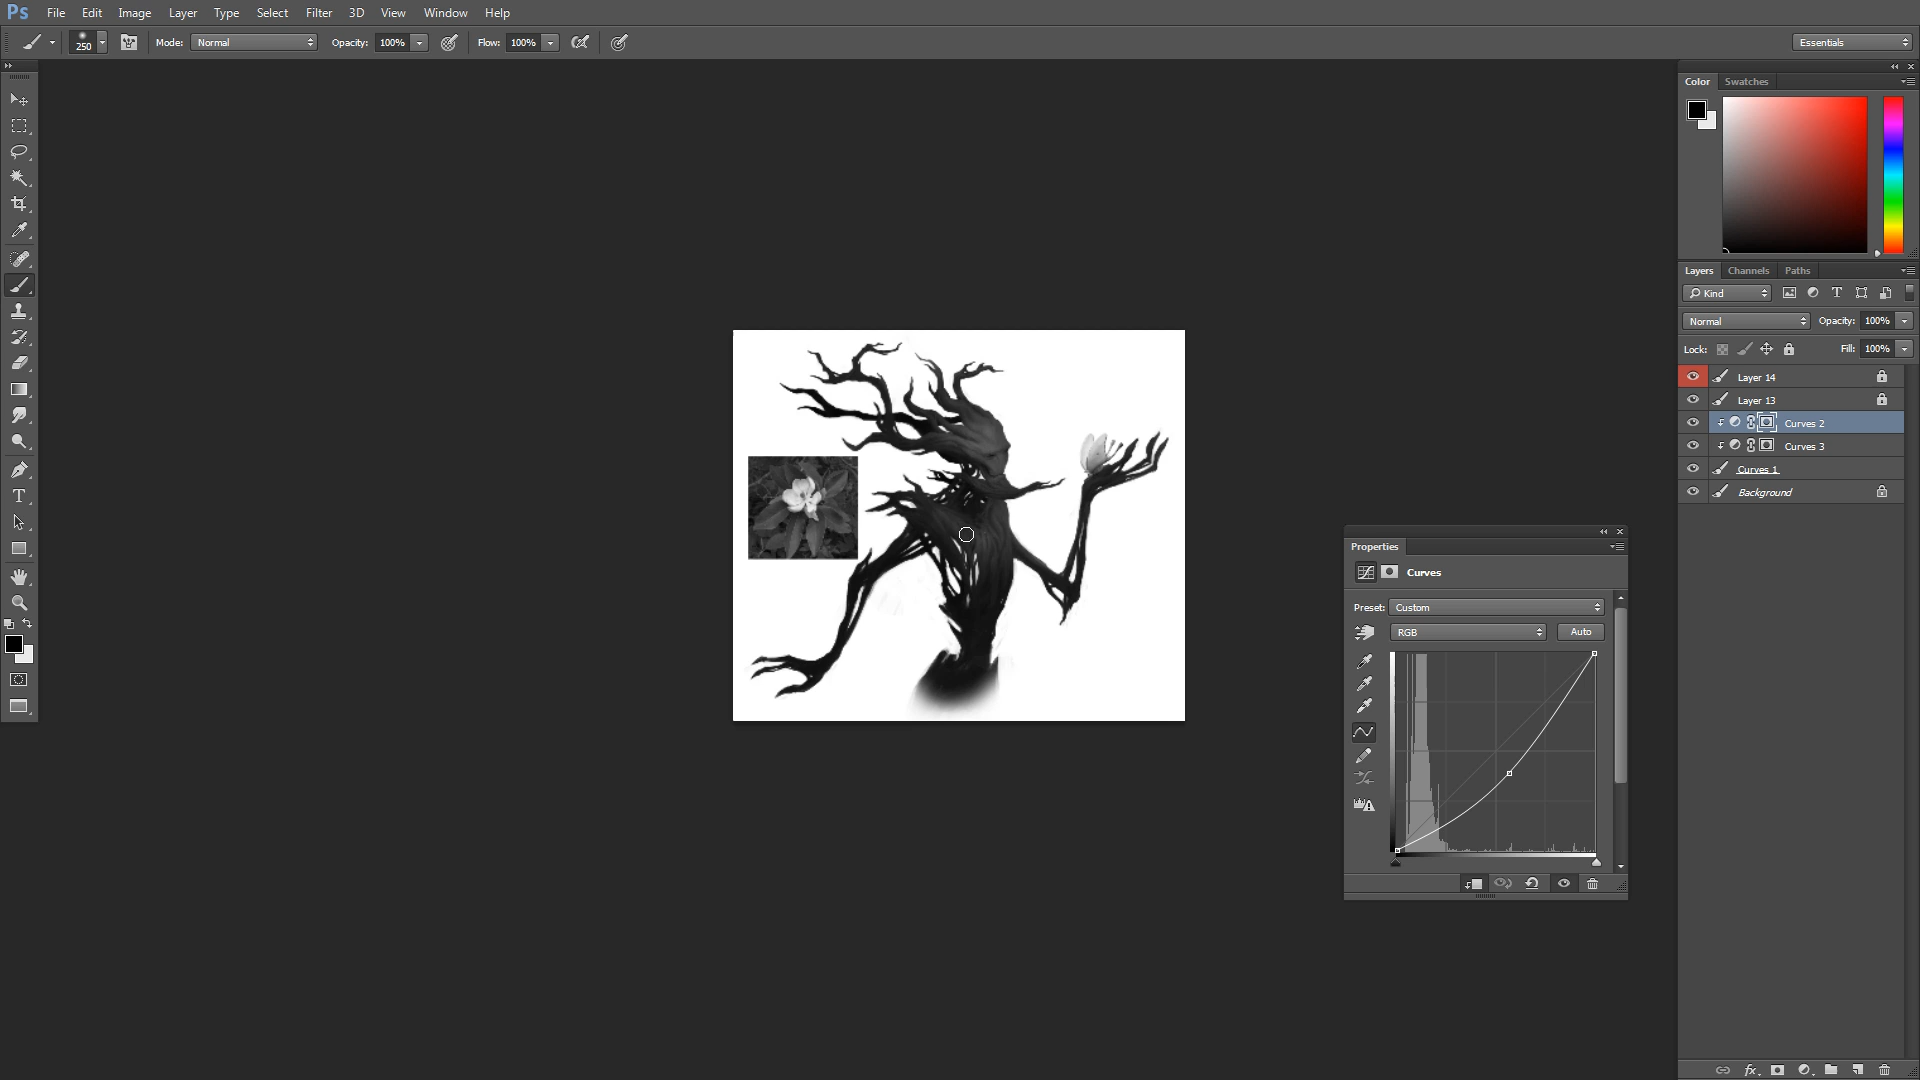 Ps File Edit Image Layer Type Select Filter 3D View Window Help
250 Mode: Normal Opacity: 100% Flow: 100% Essentials
Color Swatches
Layers Channels Paths
Kind T
Normal Opacity: 100%
Lock: Fill: 100%
Layer 14
Layer 13
Curves 2
Curves 3
Curves 1
Background
Properties
Curves
Preset: Custom
RGB Auto
T
fx